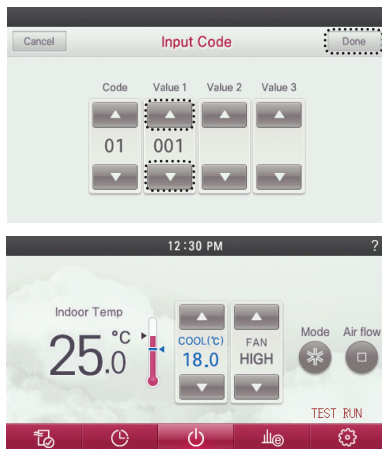 Cancel Input Code Done
Code Value 1 Value 2 Value 3
01 001
12:30 PM ?
Indoor Temp
25.0 °C
COOL(℃)
18.0
FAN
HIGH
Mode Air flow
TEST RUN